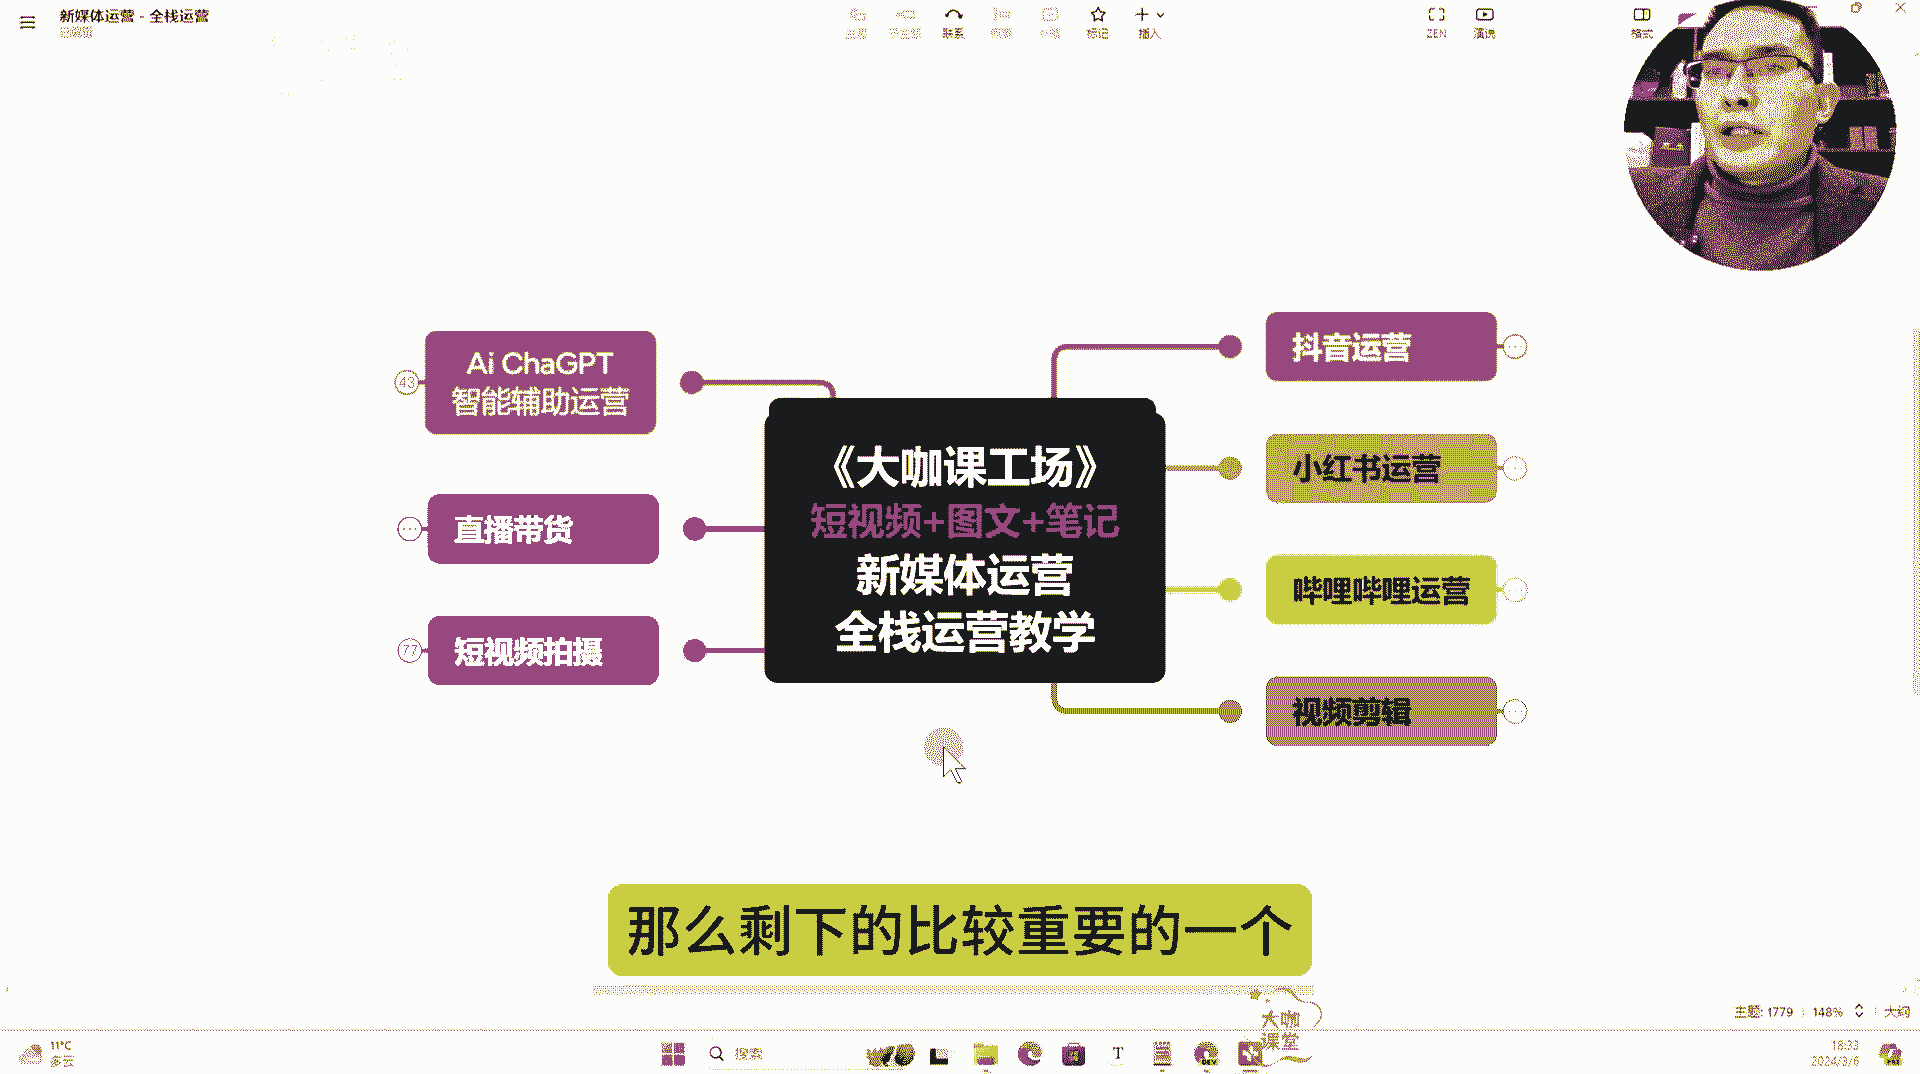 新媒体运营 - 全栈运营
联系
标记
插入
ZEN
演说
格式
Ai ChaGPT
智能辅助运营
43
直播带货
短视频拍摄
77
《大咖课工场》
短视频+图文+笔记
新媒体运营
全栈运营教学
抖音运营
小红书运营
哔哩哔哩运营
视频剪辑
那么剩下的比较重要的一个
大咖
课堂
主题: 1779
148%
大纲
11°C
多云
搜索
18:33
2024/3/6